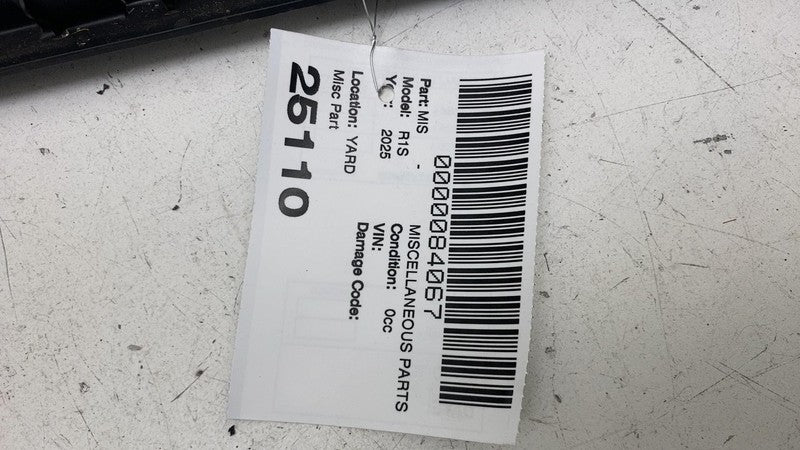 0000084067
Part: MIS - MISCELLANEOUS PARTS
Model: R1S Condition: 0cc
2025 VIN:
Location: YARD Damage Code:
Misc Part
25110